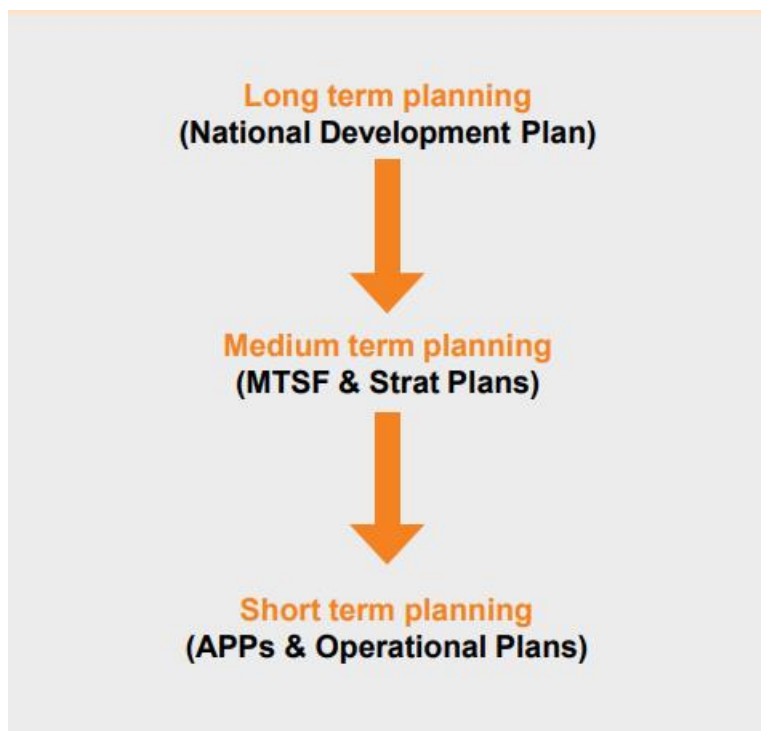 Long term planning
(National Development Plan)
Medium term planning
(MTSF & Strat Plans)
Short term planning
(APPs & Operational Plans)